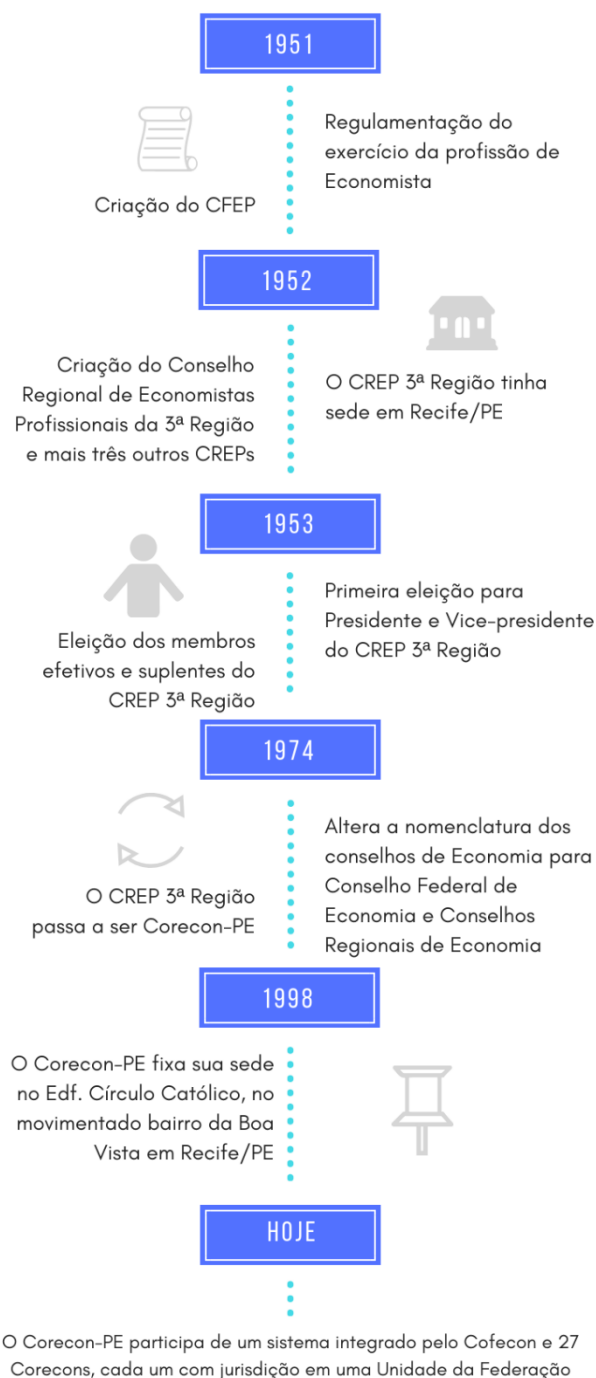 1951
Criação do CFEP
Regulamentação do
exercício da profissão de
Economista
1952
Criação do Conselho
Regional de Economistas
Profissionais da 3ª Região
e mais três outros CREPs
O CREP 3ª Região tinha
sede em Recife/PE
1953
Eleição dos membros
efetivos e suplentes do
CREP 3ª Região
Primeira eleição para
Presidente e Vice-presidente
do CREP 3ª Região
1974
O CREP 3ª Região
passa a ser Corecon-PE
Altera a nomenclatura dos
conselhos de Economia para
Conselho Federal de
Economia e Conselhos
Regionais de Economia
1998
O Corecon-PE fixa sua sede
no Edf. Círculo Católico, no
movimentado bairro da Boa
Vista em Recife/PE
HOJE
O Corecon-PE participa de um sistema integrado pelo Cofecon e 27
Corecons, cada um com jurisdição em uma Unidade da Federação